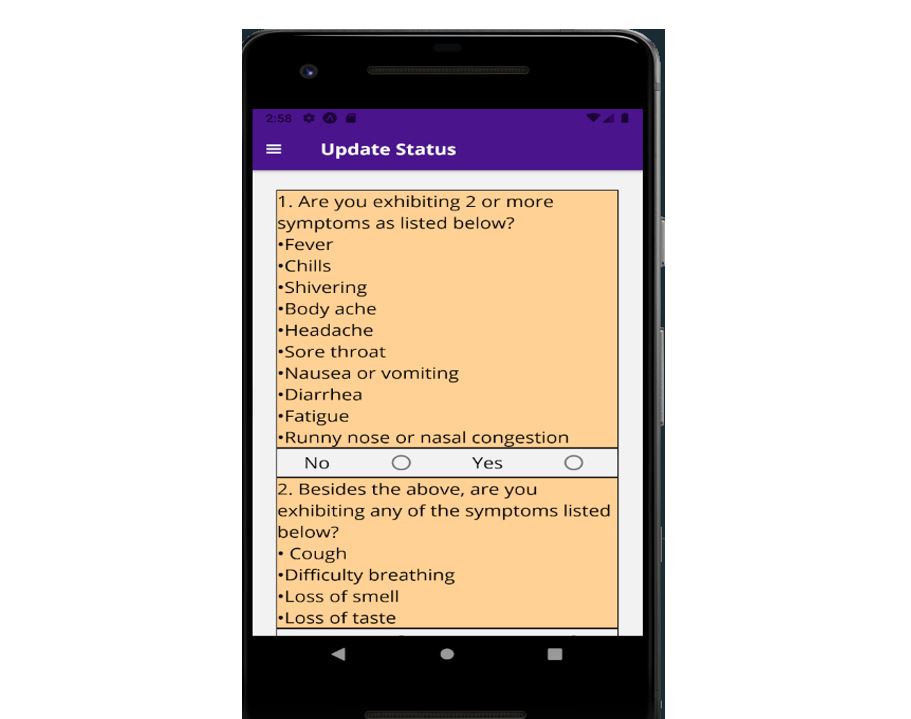 2:58
Update Status
1. Are you exhibiting 2 or more
symptoms as listed below?
•Fever
•Chills
•Shivering
•Body ache
•Headache
•Sore throat
•Nausea or vomiting
•Diarrhea
•Fatigue
•Runny nose or nasal congestion
No Yes
2. Besides the above, are you
exhibiting any of the symptoms listed
below?
• Cough
•Difficulty breathing
•Loss of smell
•Loss of taste